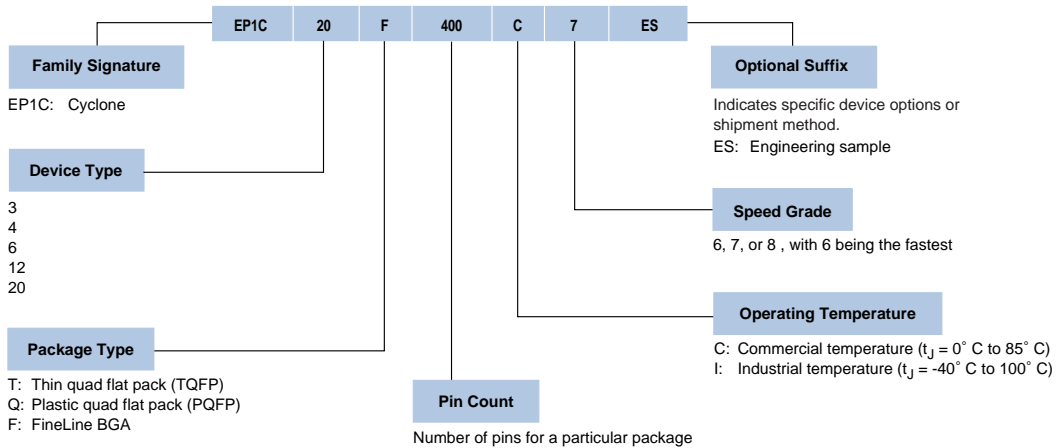 EP1C 20 F 400 C 7 ES
Family Signature
EP1C: Cyclone
Device Type
3
4
6
12
20
Package Type
T: Thin quad flat pack (TQFP)
Q: Plastic quad flat pack (PQFP)
F: FineLine BGA
Pin Count
Number of pins for a particular package
Optional Suffix
Indicates specific device options or
shipment method.
ES: Engineering sample
Speed Grade
6, 7, or 8 , with 6 being the fastest
Operating Temperature
C: Commercial temperature (tJ = 0˚ C to 85˚ C)
I: Industrial temperature (tJ = -40˚ C to 100˚ C)